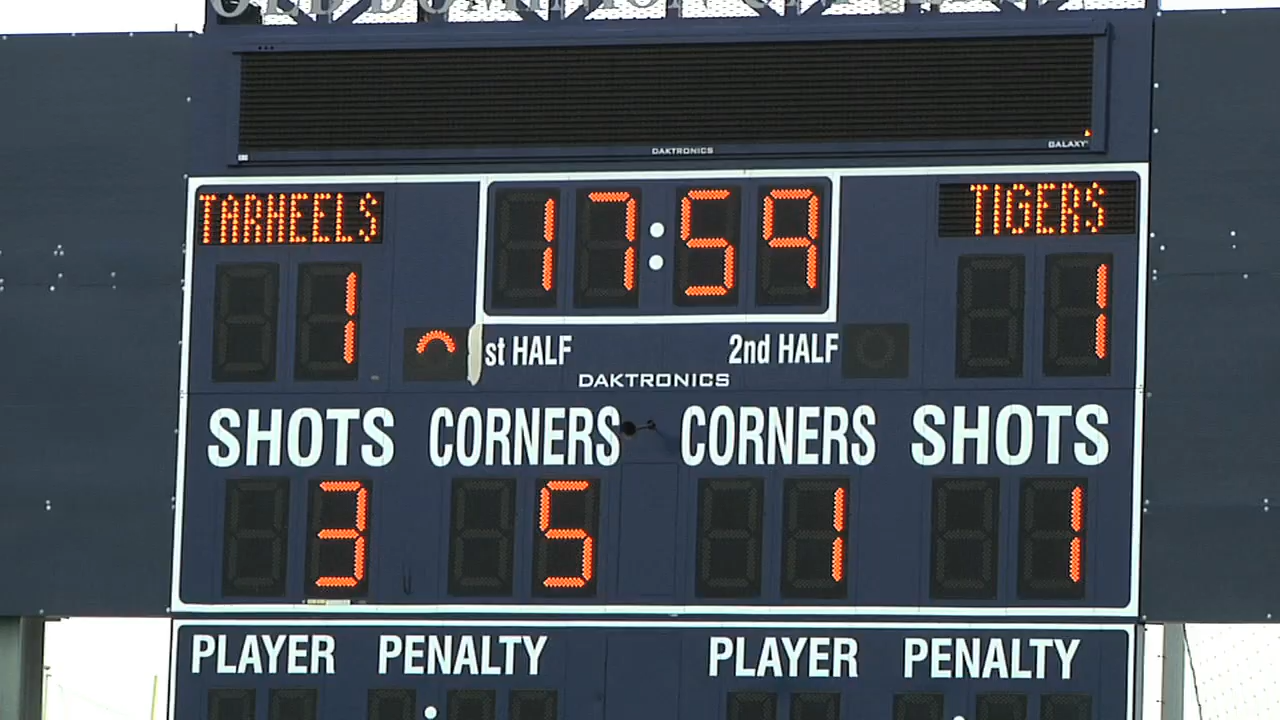 DAKTRONICS
GALAXY
TARHEELS 17:59 TIGERS
1 1
st HALF 2nd HALF
DAKTRONICS
SHOTS CORNERS CORNERS SHOTS
3 5 1 1
PLAYER PENALTY PLAYER PENALTY